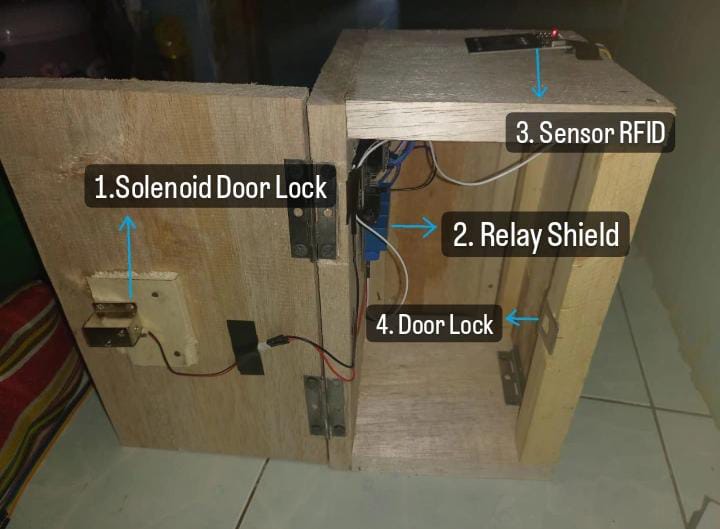 3. Sensor RFID
1.Solenoid Door Lock
2. Relay Shield
4. Door Lock